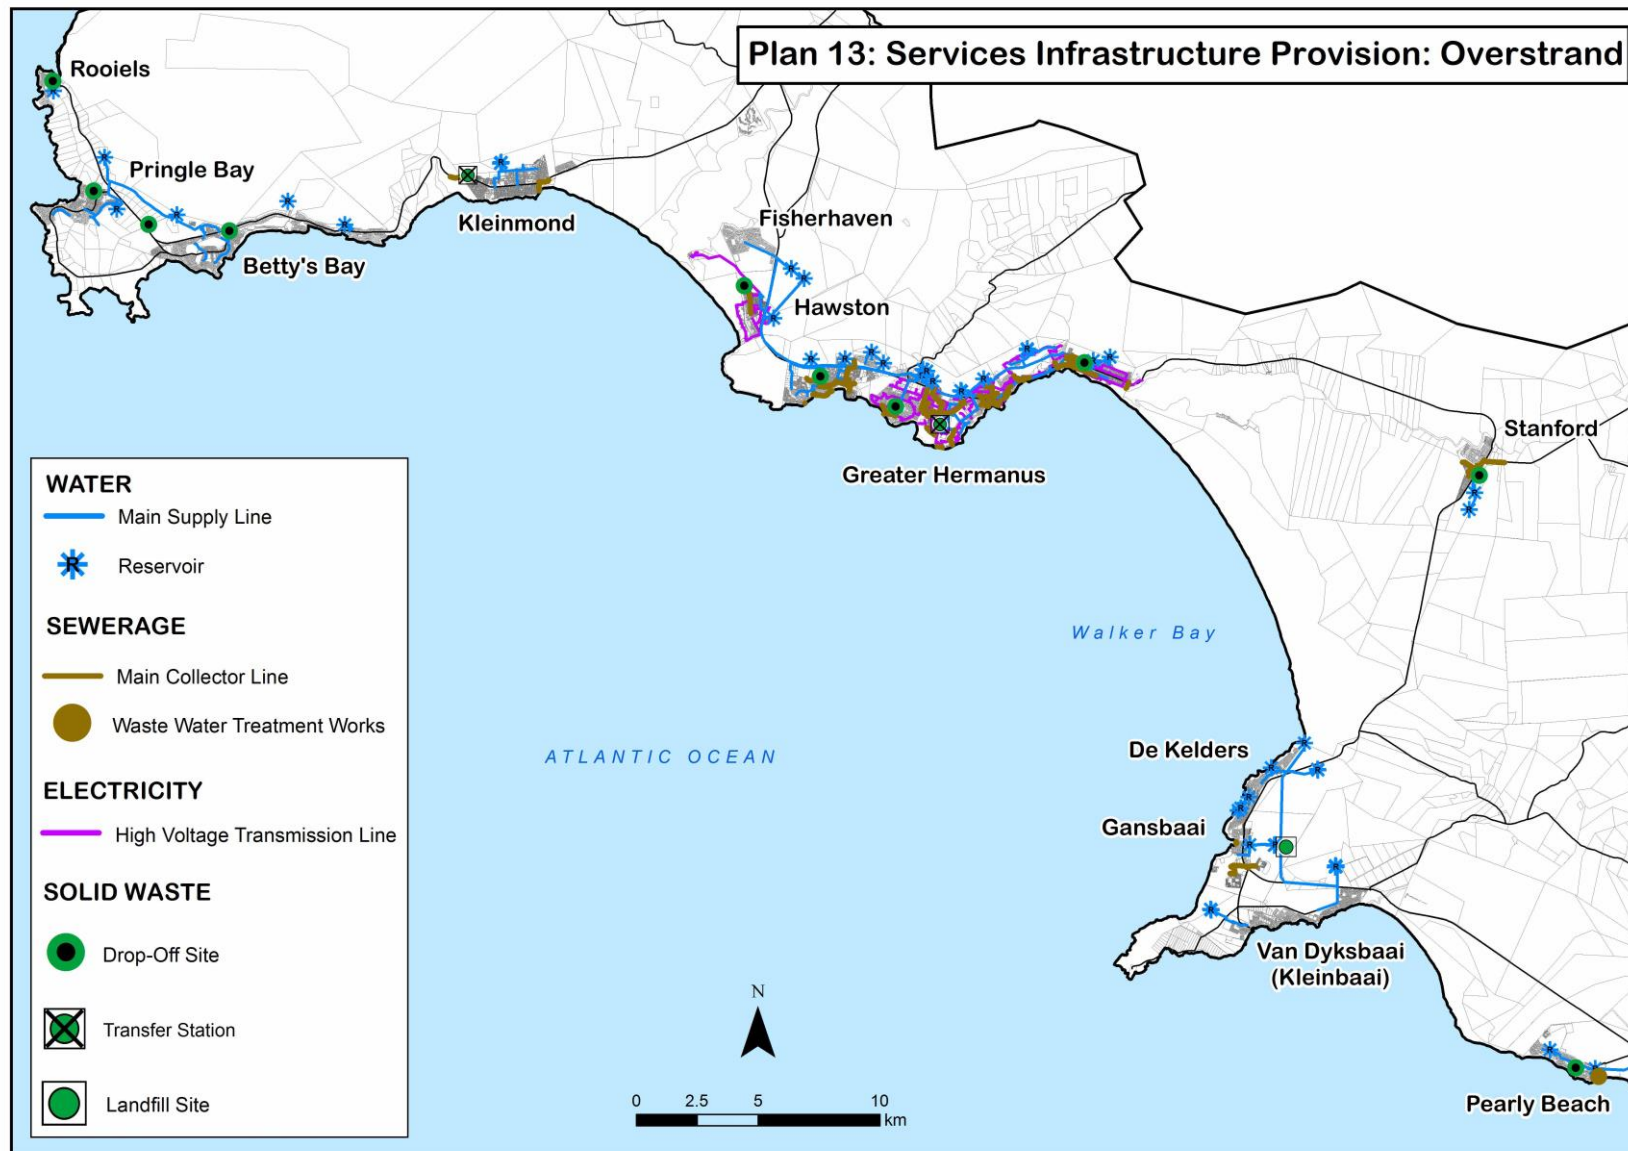 Plan 13: Services Infrastructure Provision: Overstrand
Rooiels
Pringle Bay
Betty's Bay
Kleinmond
Fisherhaven
Hawston
Greater Hermanus
Stanford
Walker Bay
ATLANTIC OCEAN
De Kelders
Gansbaai
Van Dyksbaai
(Kleinbaai)
Pearly Beach
WATER
Main Supply Line
R
Reservoir
SEWERAGE
Main Collector Line
Waste Water Treatment Works
ELECTRICITY
High Voltage Transmission Line
SOLID WASTE
Drop-Off Site
Transfer Station
Landfill Site
N
0 2.5 5 10
km